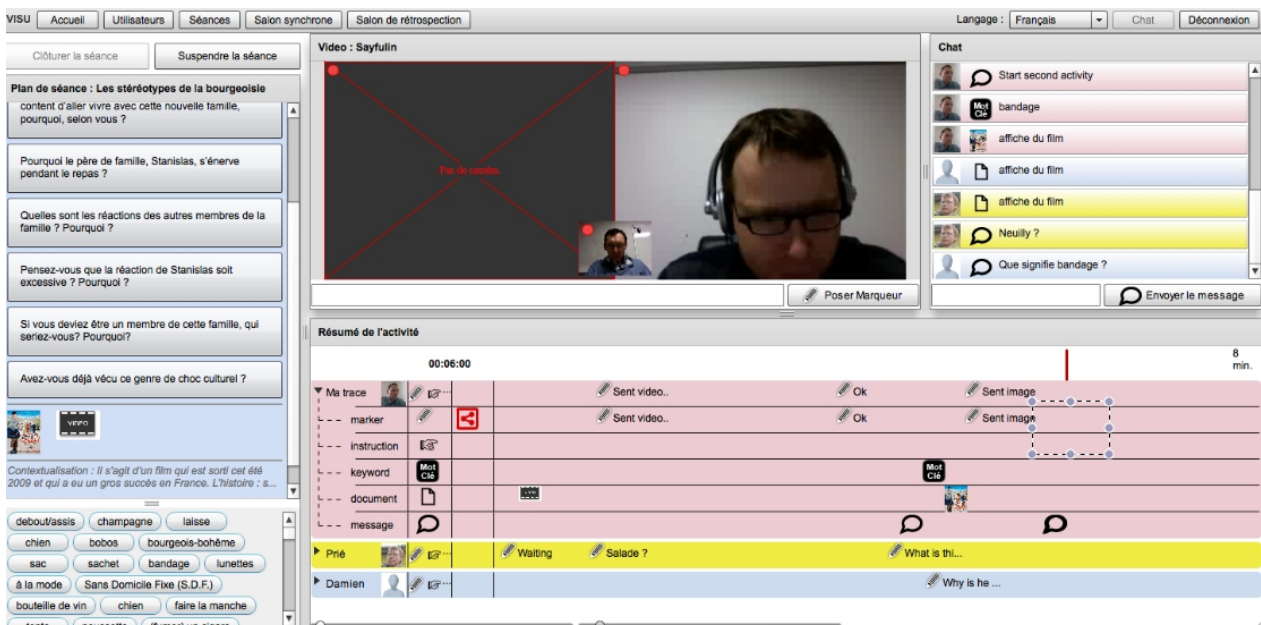 VISU Accueil Utilisateurs Séances Salon synchrone Salon de rétrospection Langage : Français Chat Déconnexion
Clôturer la séance Suspendre la séance
Plan de séance : Les stéréotypes de la bourgeoisie
content d'aller vivre avec cette nouvelle famille,
pourquoi, selon vous ?
Pourquoi le père de famille, Stanislas, s'énerve
pendant le repas ?
Quelles sont les réactions des autres membres de la
famille ? Pourquoi ?
Pensez-vous que la réaction de Stanislas soit
excessive ? Pourquoi ?
Si vous deviez être un membre de cette famille, qui
seriez-vous? Pourquoi?
Avez-vous déjà vécu ce genre de choc culturel ?
VIDEO
Contextualisation : Il s'agit d'un film qui est sorti cet été
2009 et qui a eu un gros succès en France. L'histoire : s...
debout/assis champagne laisse
chien bobos bourgeois-bohême
sac sachet bandage lunettes
à la mode Sans Domicile Fixe (S.D.F.)
bouteille de vin chien faire la manche
Video : Sayfulin
Pas de caméra.
Poser Marqueur
Chat
Start second activity
Mot Clé bandage
affiche du film
affiche du film
affiche du film
Neuilly ?
Que signifie bandage ?
Envoyer le message
Résumé de l'activité
00:06:00 8
min.
Ma trace Sent video.. Ok Sent image
marker Sent video.. Ok Sent image
instruction
keyword Mot Clé Mot Clé
document
message
Prié Waiting Salade ? What is thi...
Damien Why is he ...